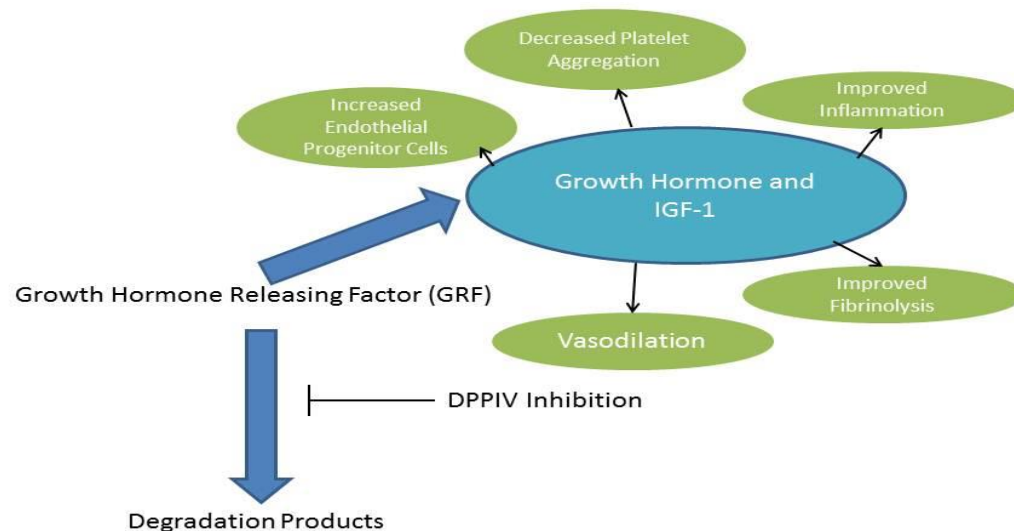 Decreased Platelet
Aggregation
Improved
Inflammation
Increased
Endothelial
Progenitor Cells
Growth Hormone and
IGF-1
Growth Hormone Releasing Factor (GRF)
Improved
Fibrinolysis
Vasodilation
DPPIV Inhibition
Degradation Products